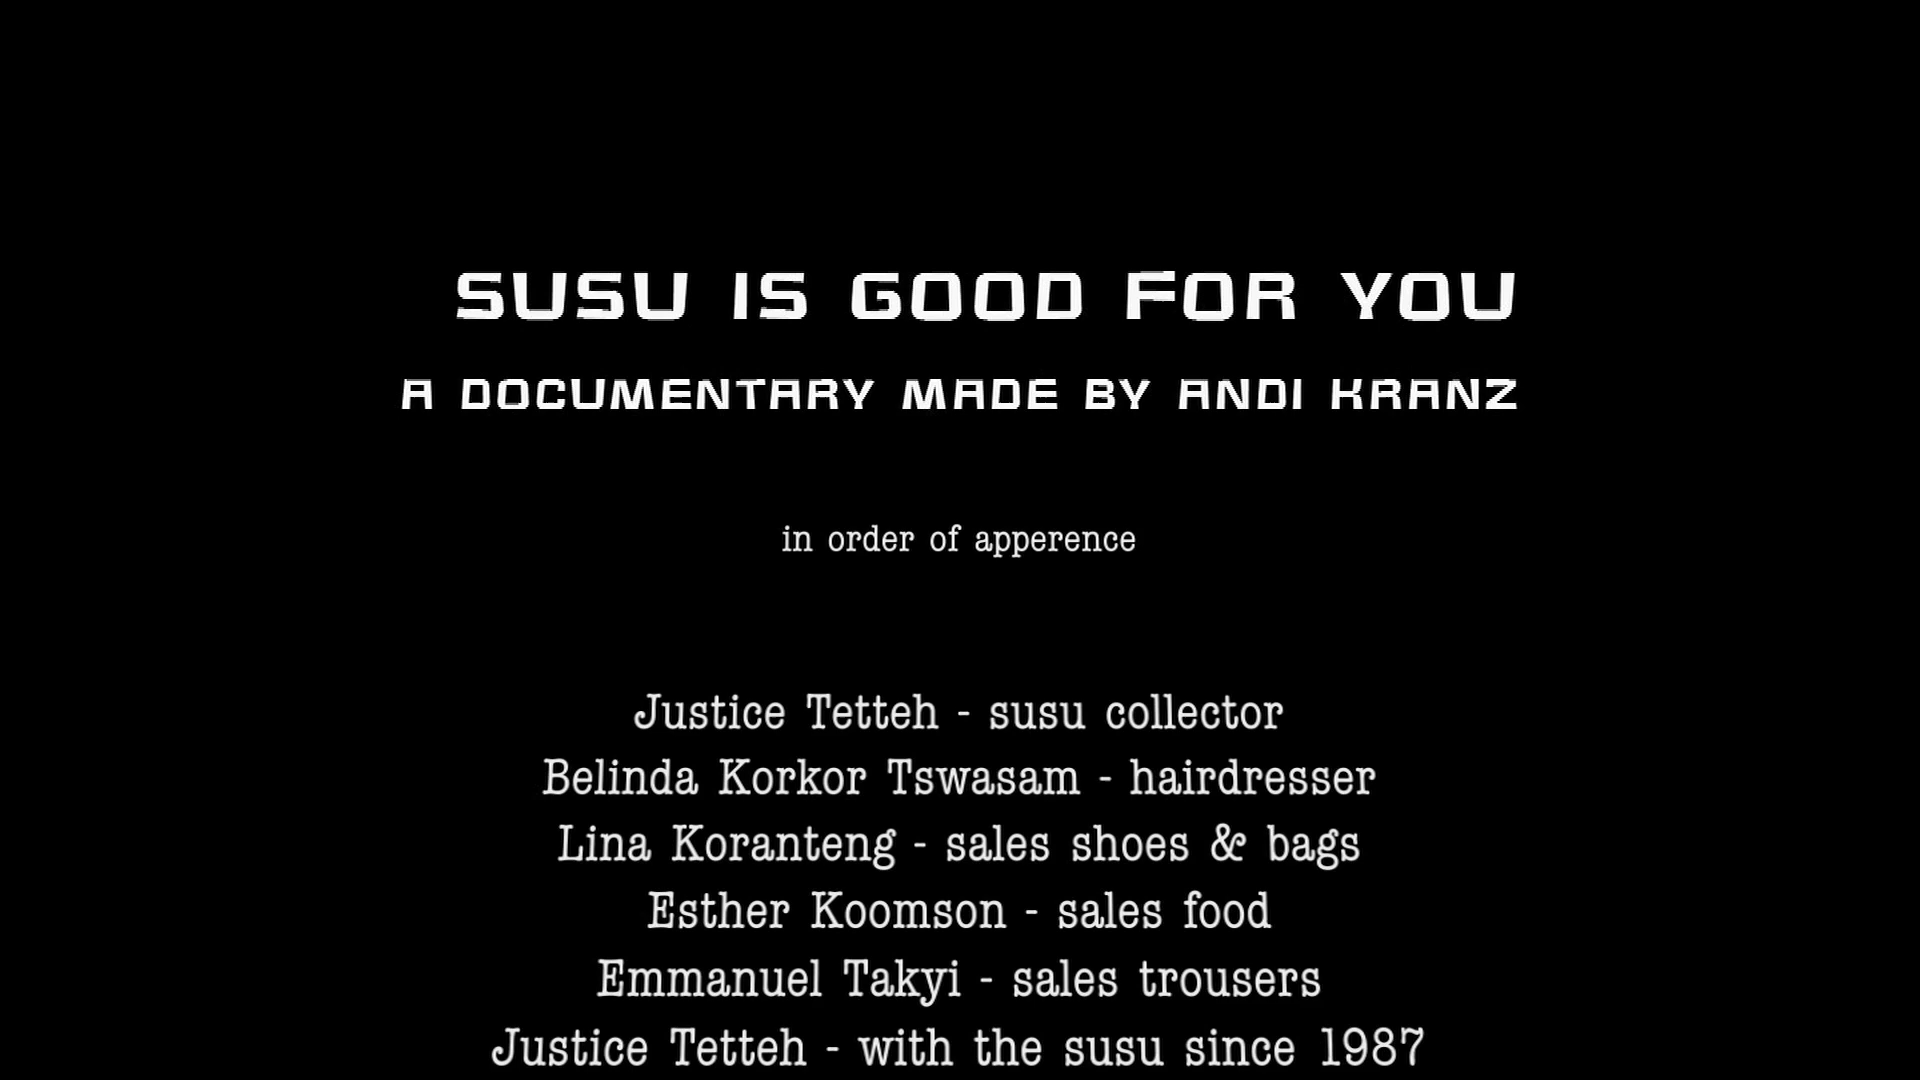 SUSU IS GOOD FOR YOU
A DOCUMENTARY MADE BY ANDI KRANZ
in order of apperence
Justice Tetteh - susu collector
Belinda Korkor Tswasam - hairdresser
Lina Koranteng - sales shoes & bags
Esther Koomson - sales food
Emmanuel Takyi - sales trousers
Justice Tetteh - with the susu since 1987